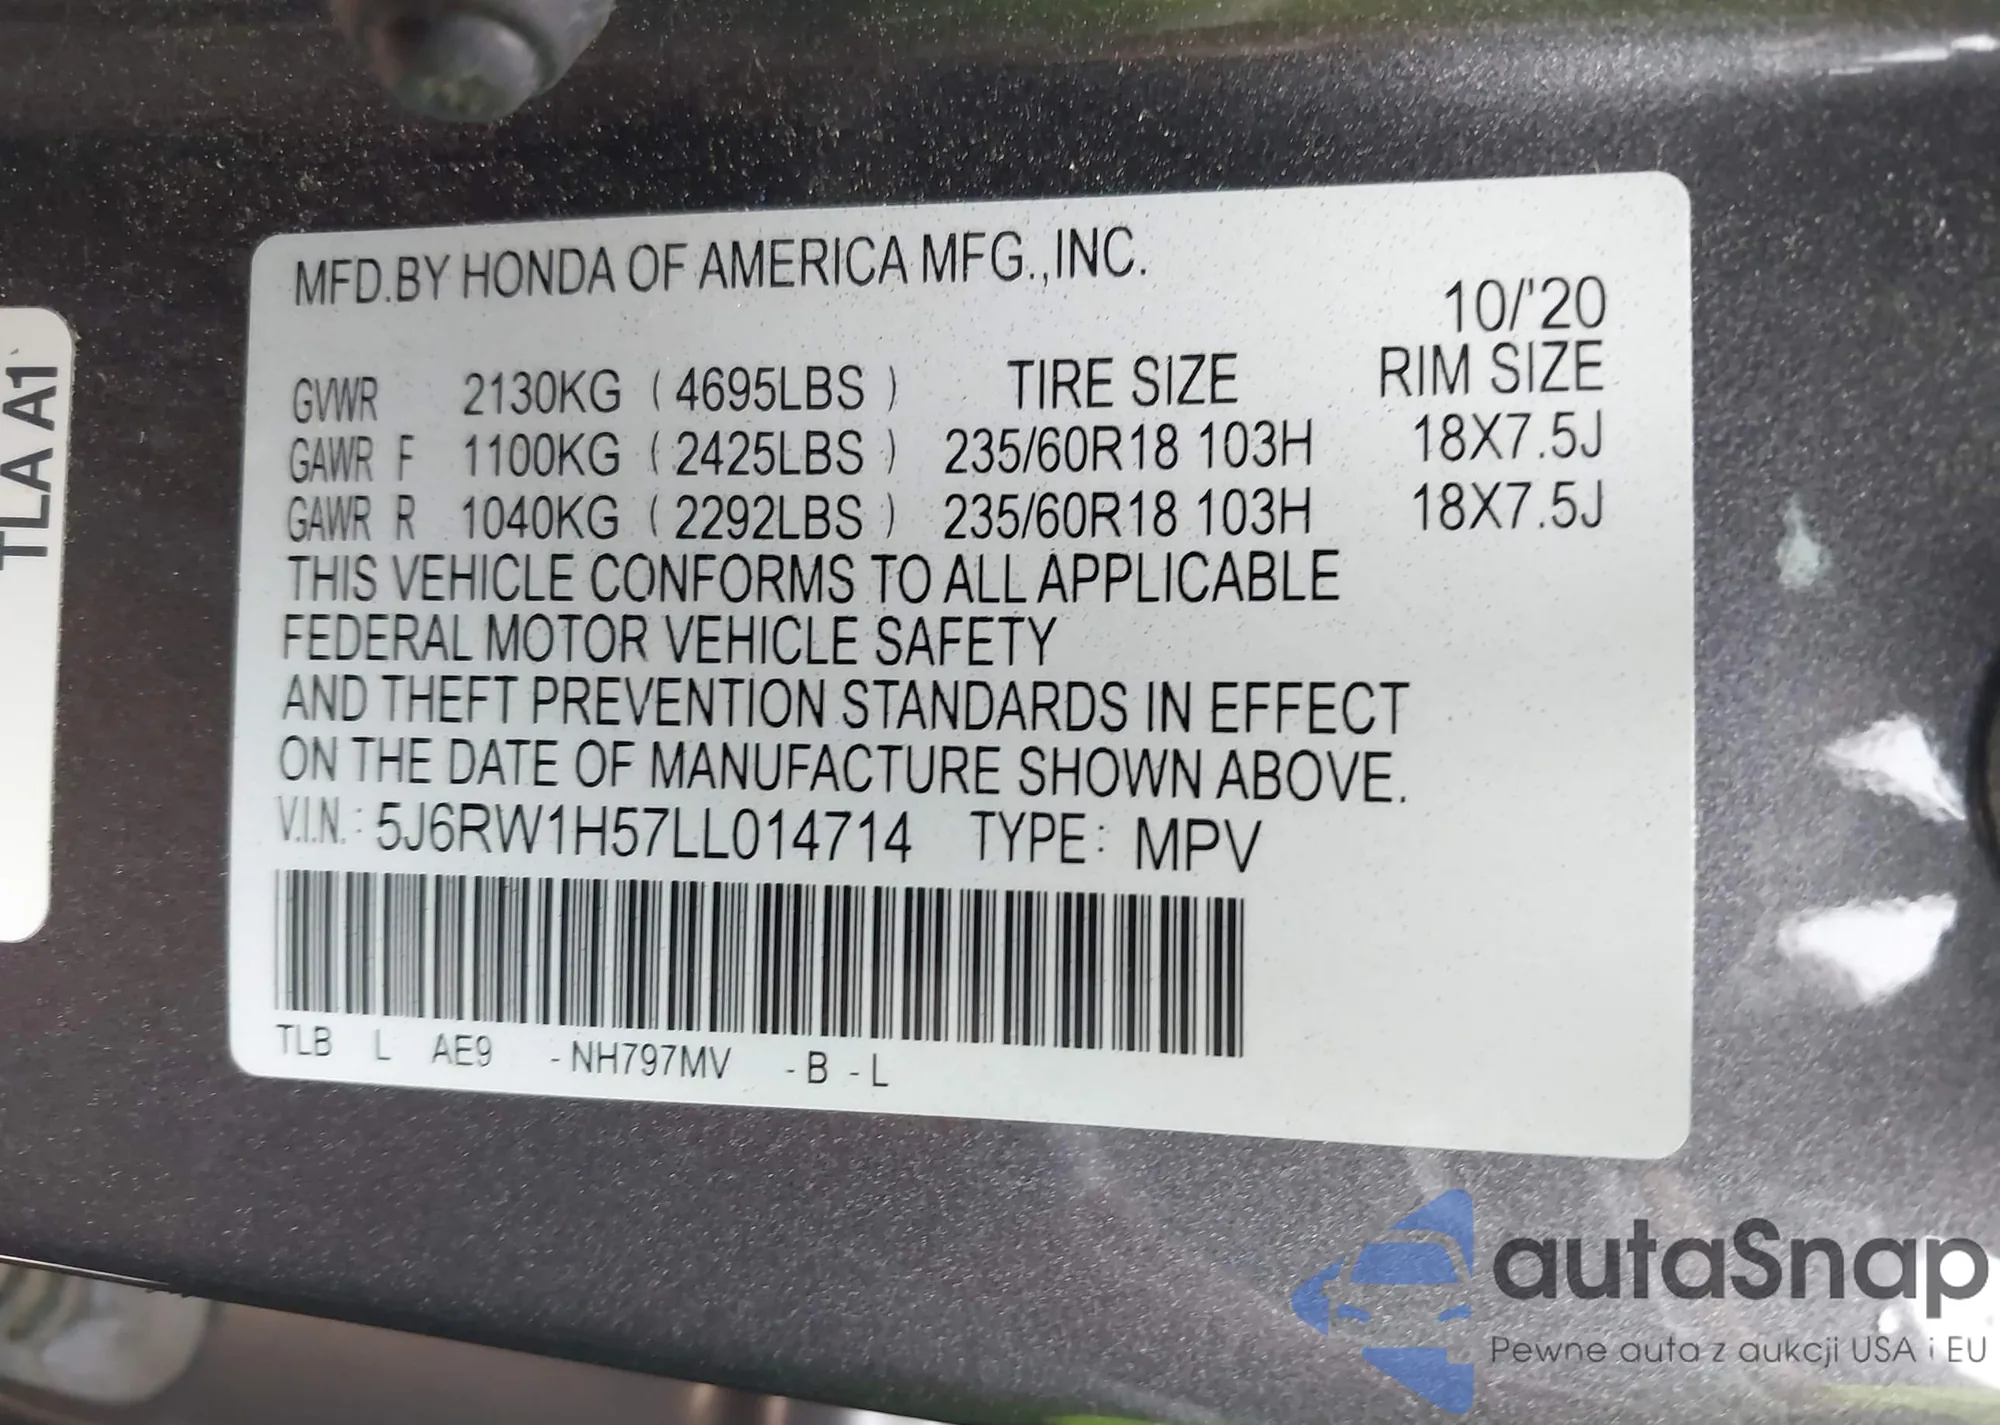 MFD.BY HONDA OF AMERICA MFG.,INC.
10/'20
GVWR 2130KG ( 4695LBS ) TIRE SIZE RIM SIZE
GAWR F 1100KG ( 2425LBS ) 235/60R18 103H 18X7.5J
GAWR R 1040KG ( 2292LBS ) 235/60R18 103H 18X7.5J
THIS VEHICLE CONFORMS TO ALL APPLICABLE
FEDERAL MOTOR VEHICLE SAFETY
AND THEFT PREVENTION STANDARDS IN EFFECT
ON THE DATE OF MANUFACTURE SHOWN ABOVE.
V.I.N.: 5J6RW1H57LL014714 TYPE: MPV
TLB L AE9 -NH797MV -B -L
TLA A1
autaSnap
Pewne auta z aukcji USA i EU